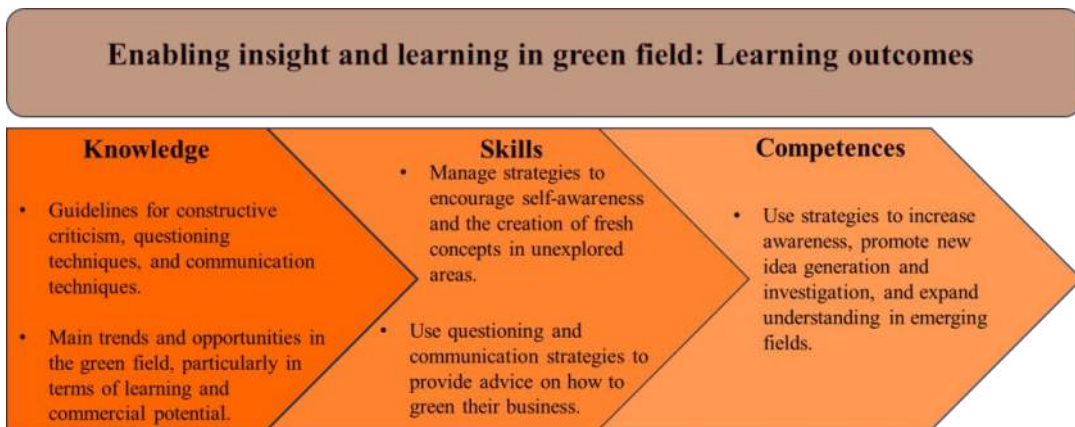 Enabling insight and learning in green field: Learning outcomes
Knowledge
• Guidelines for constructive
criticism, questioning
techniques, and communication
techniques.
• Main trends and opportunities in
the green field, particularly in
terms of learning and
commercial potential.
Skills
• Manage strategies to
encourage self-awareness
and the creation of fresh
concepts in unexplored
areas.
• Use questioning and
communication strategies to
provide advice on how to
green their business.
Competences
• Use strategies to increase
awareness, promote new
idea generation and
investigation, and expand
understanding in emerging
fields.